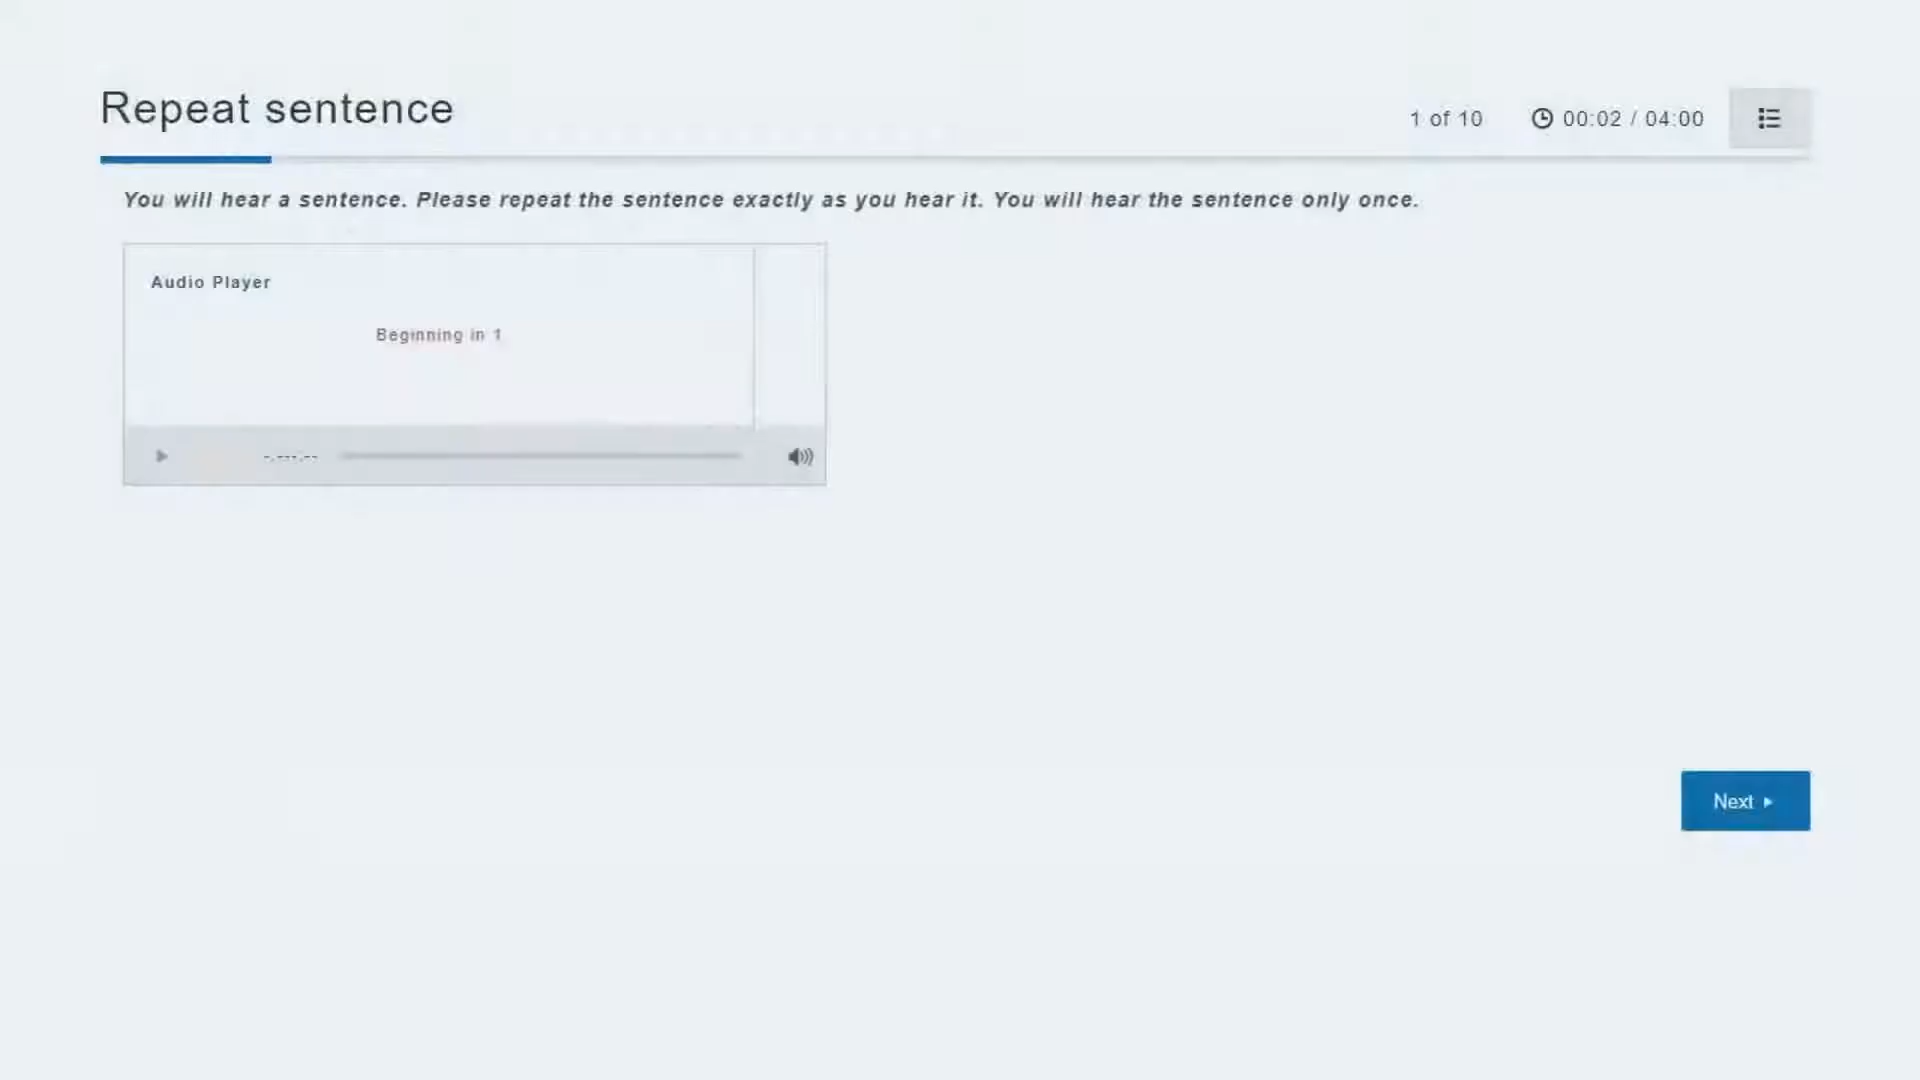 Repeat sentence
1 of 10
00:02 / 04:00
You will hear a sentence. Please repeat the sentence exactly as you hear it. You will hear the sentence only once.
Audio Player
Beginning in 1
-.---.--
Next